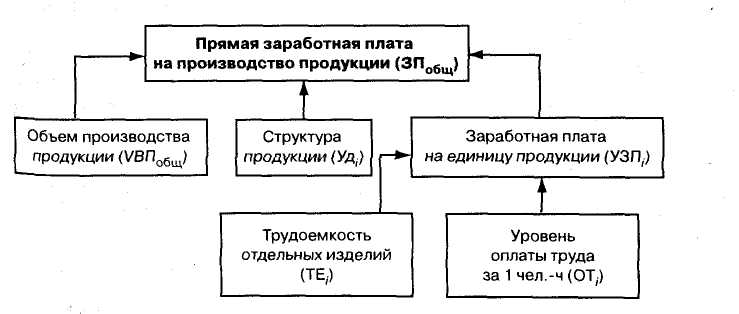 Прямая заработная плата
на производство продукции (ЗПобщ)
Объем производства
продукции (VВПобщ)
Структура
продукции (Удi)
Заработная плата
на единицу продукции (УЗПi)
Трудоемкость
отдельных изделий
(ТЕi)
Уровень
оплаты труда
за 1 чел.-ч (ОТi)